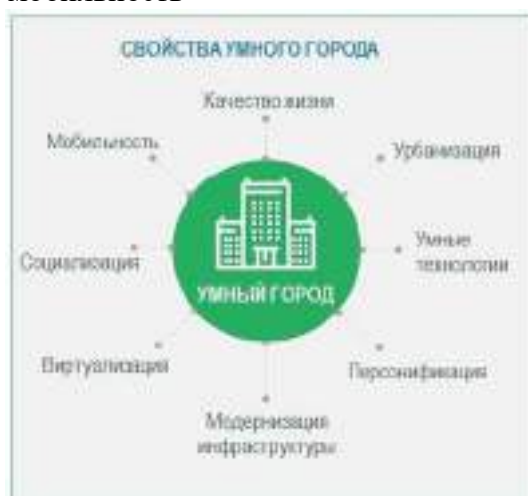 СВОЙСТВА УМНОГО ГОРОДА
Качество жизни
Мобильность
Урбанизация
Социализация
Умные
технологии
УМНЫЙ ГОРОД
Виртуализация
Персонификация
Модернизация
инфраструктуры